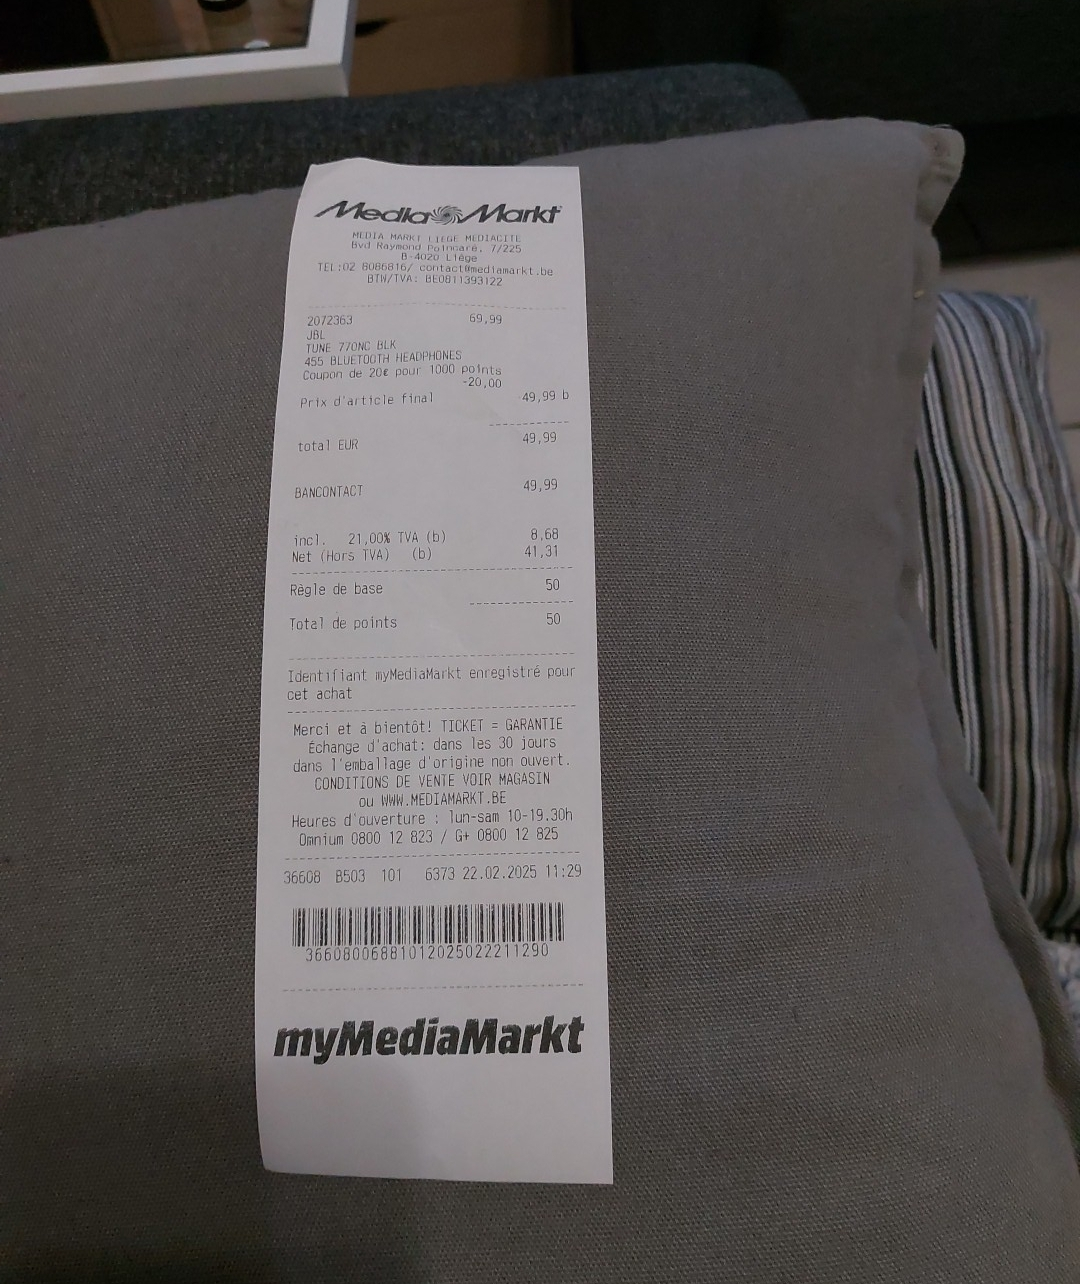 Media Markt
MEDIA MARKT LIEGE MEDIACITE
Bvd Raymond Poincaré, 7/225
B-4020 Liège
TEL:02 8086816/ contact@mediamarkt.be
BTW/TVA: BE0811393122
2072363 69,99
JBL
TUNE 770NC BLK
455 BLUETOOTH HEADPHONES
Coupon de 20€ pour 1000 points
-20,00
Prix d'article final 49,99 b
total EUR 49,99
BANCONTACT 49,99
incl. 21,00% TVA (b) 8,68
Net (Hors TVA) (b) 41,31
Règle de base 50
Total de points 50
Identifiant myMediaMarkt enregistré pour
cet achat
Merci et à bientôt! TICKET = GARANTIE
Échange d'achat: dans les 30 jours
dans l'emballage d'origine non ouvert.
CONDITIONS DE VENTE VOIR MAGASIN
ou WWW.MEDIAMARKT.BE
Heures d'ouverture : lun-sam 10-19.30h
Omnium 0800 12 823 / G+ 0800 12 825
36608 B503 101 6373 22.02.2025 11:29
3660800688101202502221 1290
myMediaMarkt